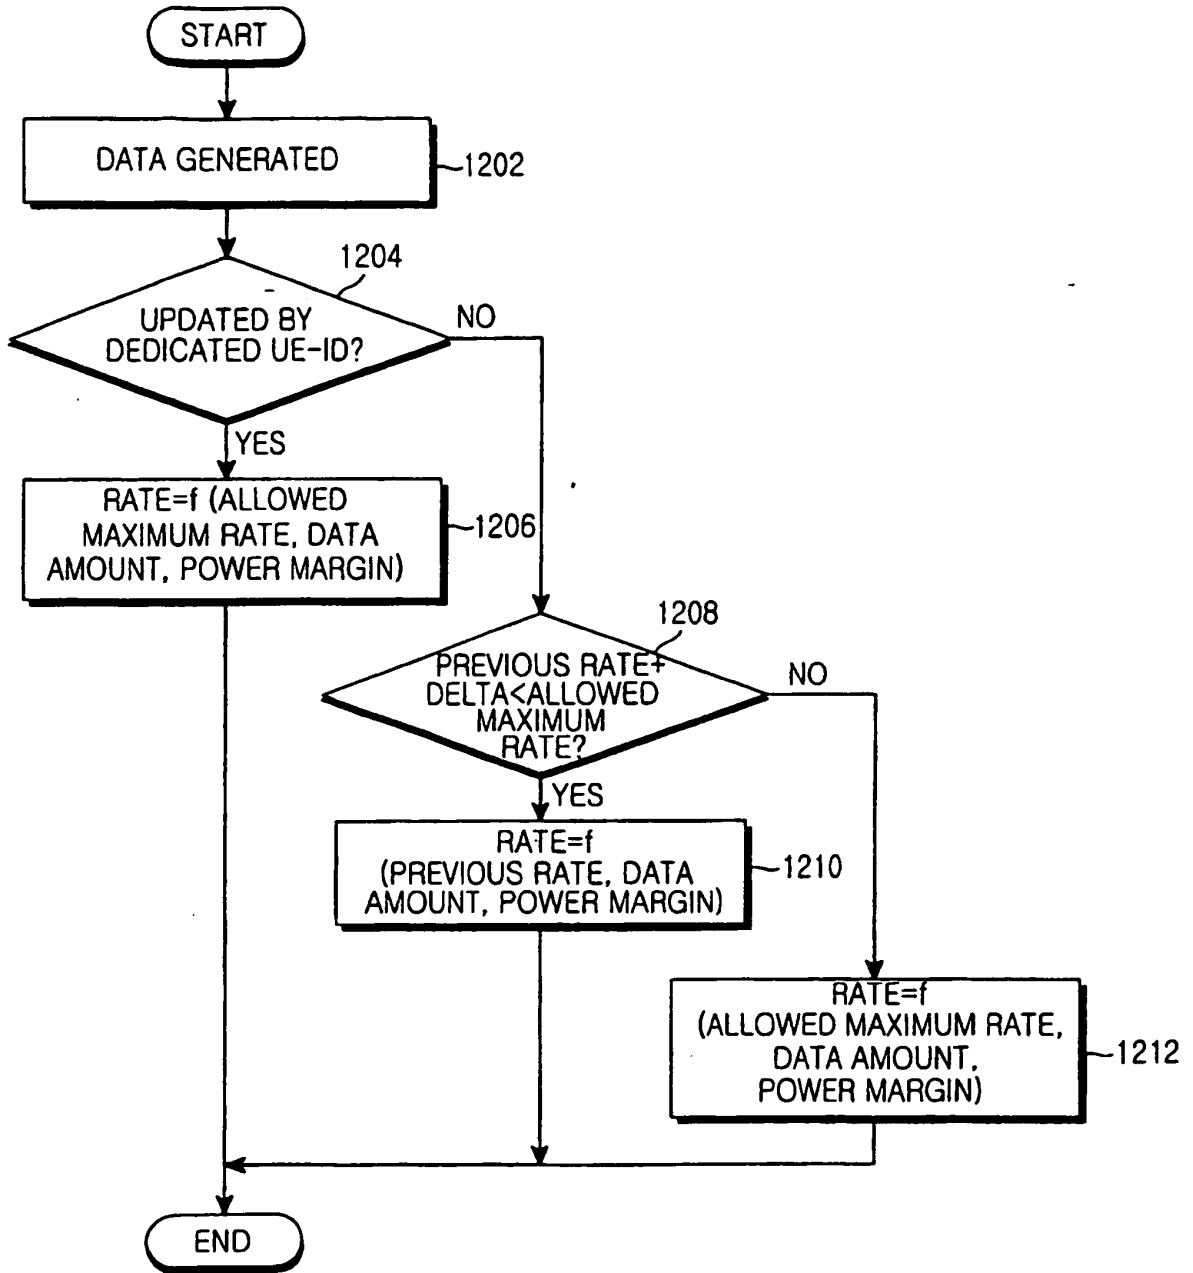 START
DATA GENERATED
1202
1204
UPDATED BY
DEDICATED UE-ID?
NO
YES
RATE=f (ALLOWED
MAXIMUM RATE, DATA
AMOUNT, POWER MARGIN)
1206
1208
PREVIOUS RATE+
DELTA<ALLOWED
MAXIMUM
RATE?
NO
YES
RATE=f
(PREVIOUS RATE, DATA
AMOUNT, POWER MARGIN)
1210
RATE=f
(ALLOWED MAXIMUM RATE,
DATA AMOUNT,
POWER MARGIN)
1212
END